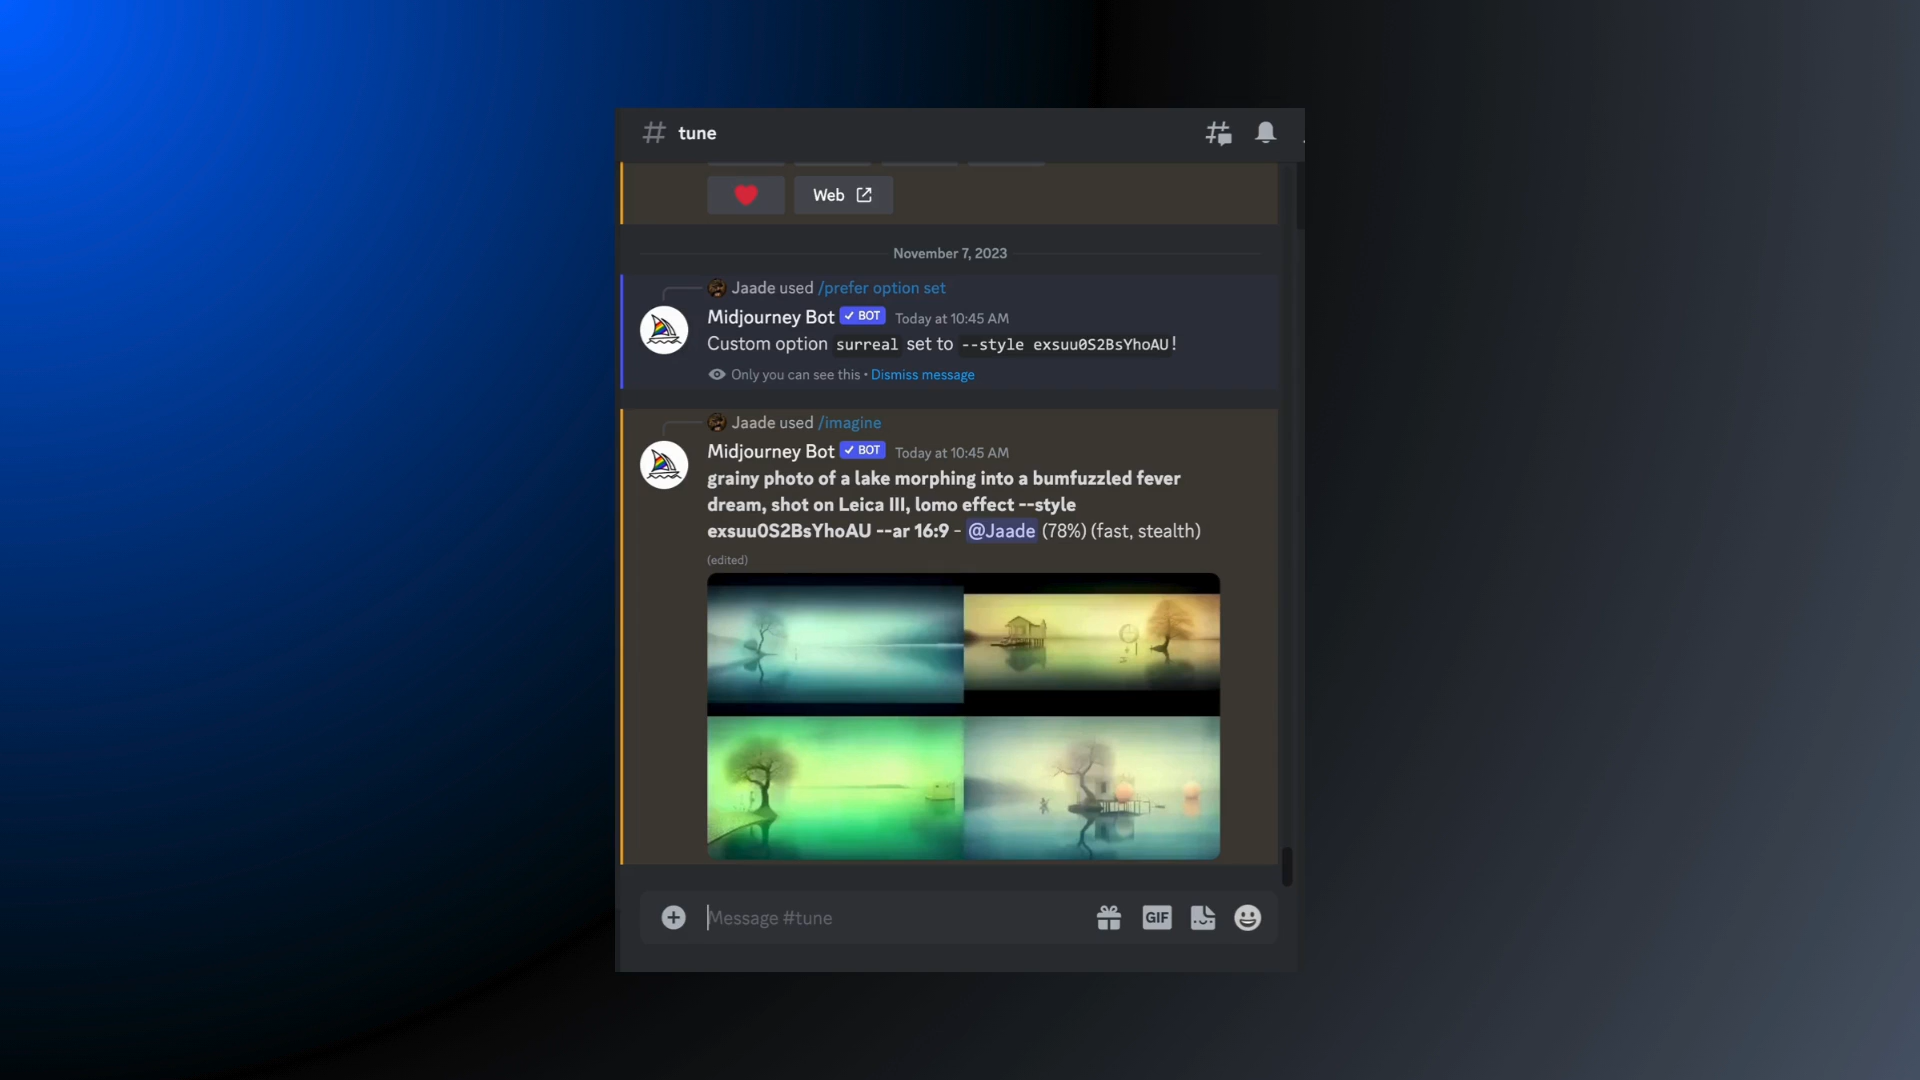 tune
Web
November 7, 2023
Jaade used /prefer option set
Midjourney Bot ✓ BOT Today at 10:45 AM
Custom option surreal set to --style exsuu0S2BsYhoAU!
Only you can see this • Dismiss message
Jaade used /imagine
Midjourney Bot ✓ BOT Today at 10:45 AM
grainy photo of a lake morphing into a bumfuzzled fever
dream, shot on Leica III, lomo effect --style
exsuu0S2BsYhoAU --ar 16:9 - @Jaade (78%) (fast, stealth)
(edited)
Message #tune
GIF